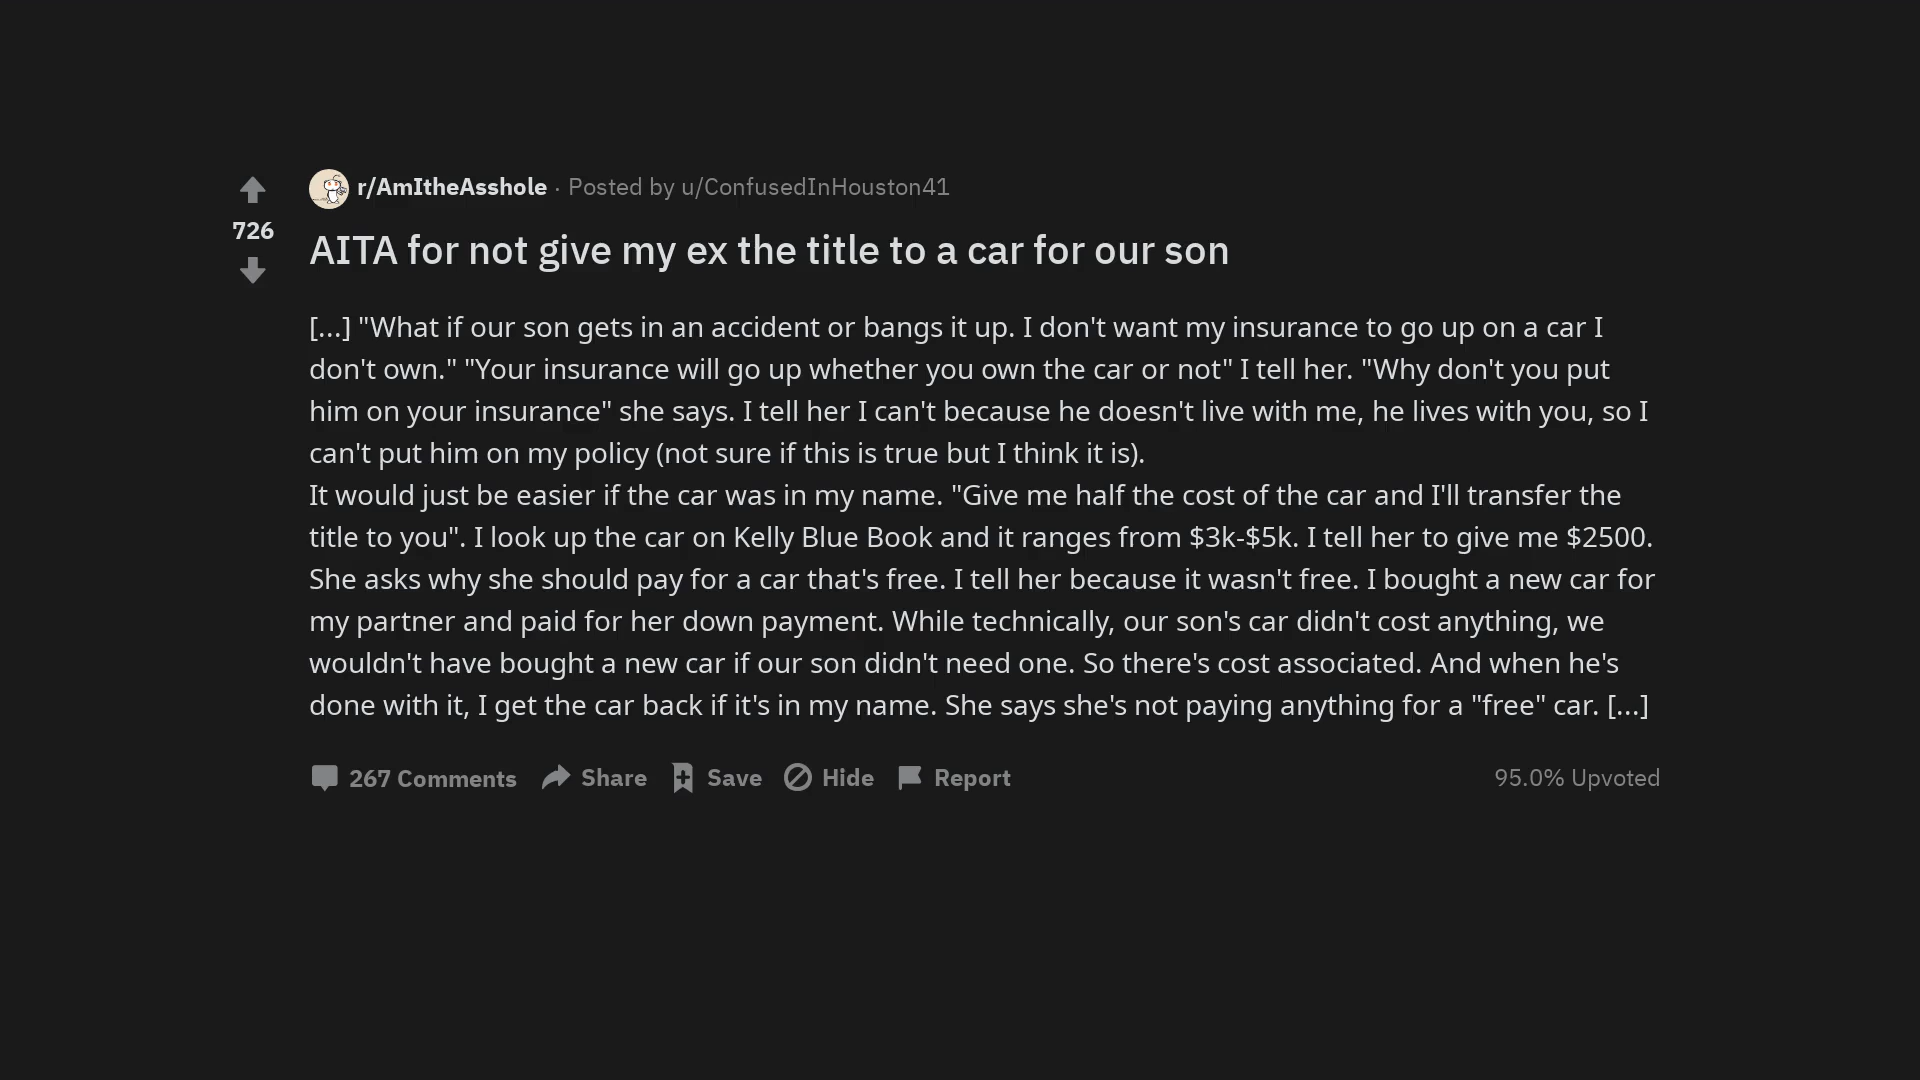 r/AmItheAsshole · Posted by u/ConfusedInHouston41
726
AITA for not give my ex the title to a car for our son
[...] "What if our son gets in an accident or bangs it up. I don't want my insurance to go up on a car I
don't own." "Your insurance will go up whether you own the car or not" I tell her. "Why don't you put
him on your insurance" she says. I tell her I can't because he doesn't live with me, he lives with you, so I
can't put him on my policy (not sure if this is true but I think it is).
It would just be easier if the car was in my name. "Give me half the cost of the car and I'll transfer the
title to you". I look up the car on Kelly Blue Book and it ranges from $3k-$5k. I tell her to give me $2500.
She asks why she should pay for a car that's free. I tell her because it wasn't free. I bought a new car for
my partner and paid for her down payment. While technically, our son's car didn't cost anything, we
wouldn't have bought a new car if our son didn't need one. So there's cost associated. And when he's
done with it, I get the car back if it's in my name. She says she's not paying anything for a "free" car. [...]
267 Comments Share Save Hide Report 95.0% Upvoted